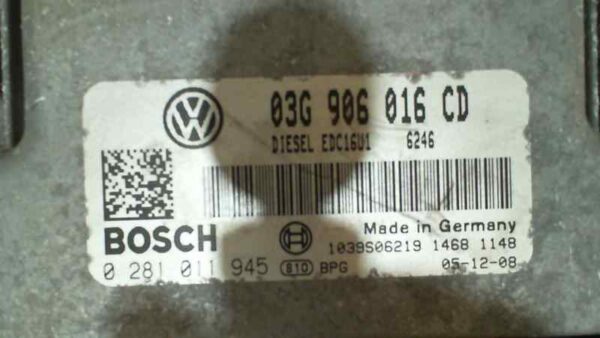 03G 906 016 CD
DIESEL EDC16U1 6246
BOSCH
Made in Germany
1039S06219 1468 1148
0 281 011 945 810 BPG
05-12-08